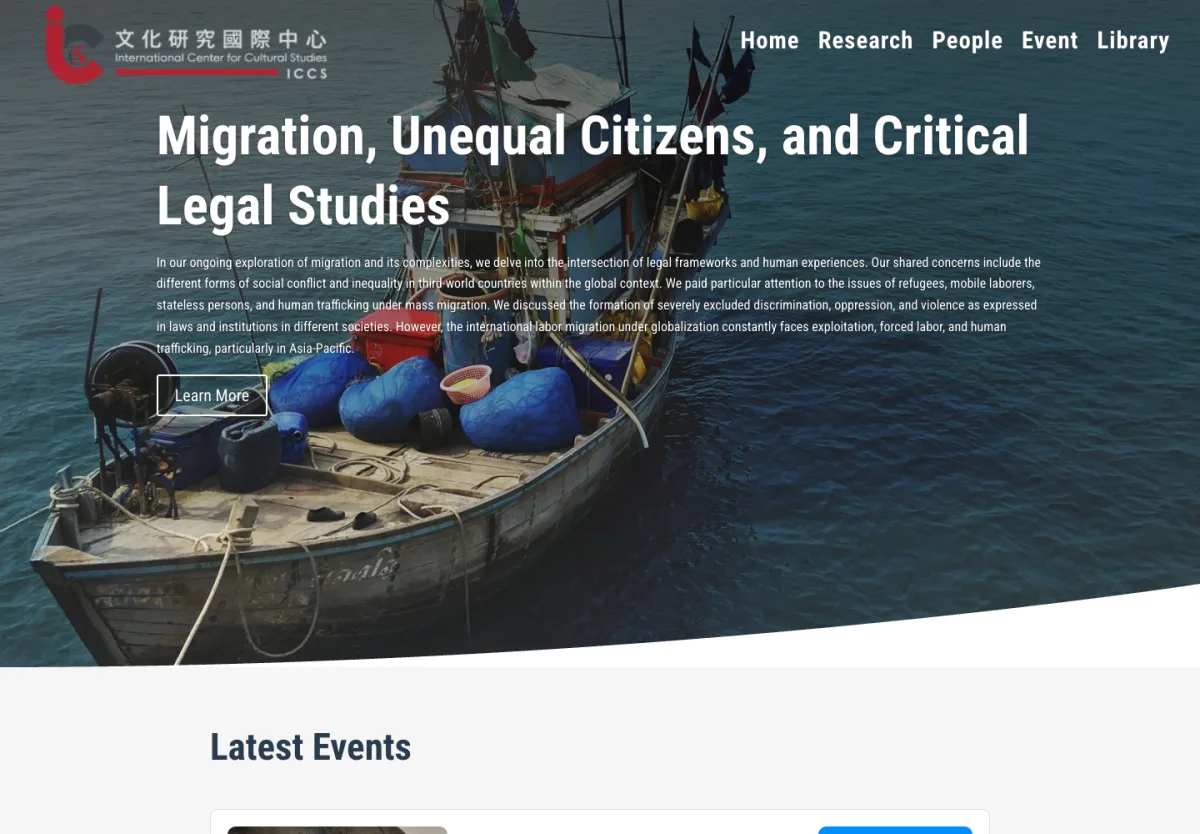 文化研究國際中心
International Center for Cultural Studies
ICCS
Home Research People Event Library
Migration, Unequal Citizens, and Critical
Legal Studies
In our ongoing exploration of migration and its complexities, we delve into the intersection of legal frameworks and human experiences. Our shared concerns include the
different forms of social conflict and inequality in third-world countries within the global context. We paid particular attention to the issues of refugees, mobile laborers,
stateless persons, and human trafficking under mass migration. We discussed the formation of severely excluded discrimination, oppression, and violence as expressed
in laws and institutions in different societies. However, the international labor migration under globalization constantly faces exploitation, forced labor, and human
trafficking, particularly in Asia-Pacific.
Learn More
Latest Events